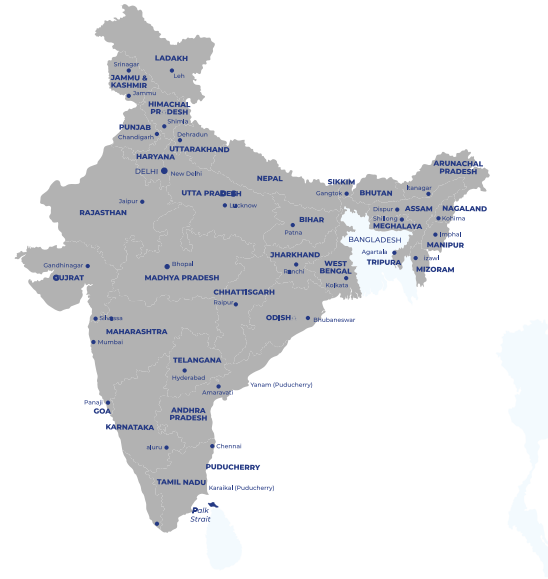 LADAKH
Srinagar
Leh
JAMMU &
KASHMIR
Jammu
HIMACHAL
PR DESH
Shimla
PUNJAB
Chandigarh
Dehradun
UTTARAKHAND
HARYANA
DELHI
New Delhi
NEPAL
SIKKIM
Gangtok
BHUTAN
ARUNACHAL
PRADESH
Itanagar
UTTA PRADESH
Lucknow
Jaipur
RAJASTHAN
Dispur
ASSAM
NAGALAND
Shillong
Kohima
MEGHALAYA
BIHAR
Patna
BANGLADESH
Imphal
MANIPUR
Agartala
TRIPURA
Izawl
MIZORAM
JHARKHAND
Ranchi
WEST
BENGAL
Kolkata
Gandhinagar
GUJRAT
Bhopal
MADHYA PRADESH
CHHATTISGARH
Raipur
ODISH
Bhubaneswar
Silvassa
MAHARASHTRA
Mumbai
TELANGANA
Hyderabad
Yanam (Puducherry)
Amaravati
Panaji
GOA
ANDHRA
PRADESH
KARNATAKA
aluru
Chennai
PUDUCHERRY
TAMIL NADU
Karaikal (Puducherry)
Palk
Strait